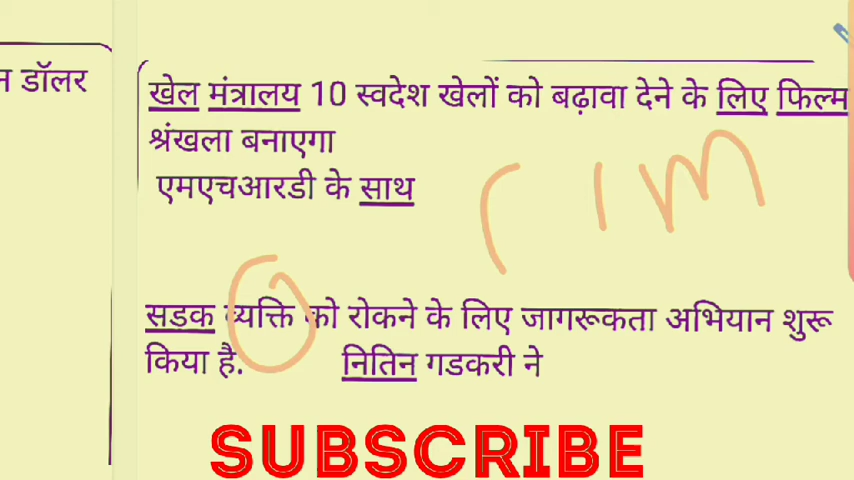 न डॉलर
खेल मंत्रालय 10 स्वदेश खेलों को बढ़ावा देने के लिए फिल्म
श्रंखला बनाएगा
एमएचआरडी के साथ
सडक व्यक्ति को रोकने के लिए जागरूकता अभियान शुरू
किया है. नितिन गडकरी ने
SUBSCRIBE